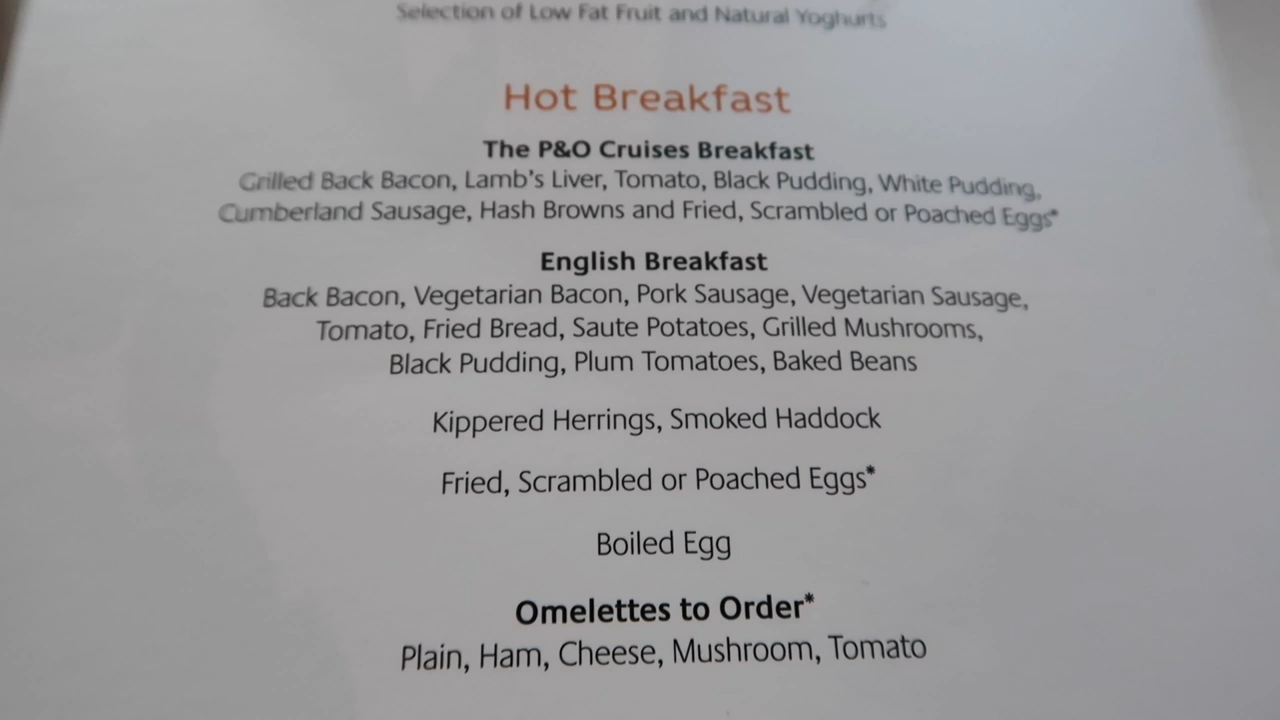 Selection of Low Fat Fruit and Natural Yoghurts
Hot Breakfast
The P&O Cruises Breakfast
Grilled Back Bacon, Lamb's Liver, Tomato, Black Pudding, White Pudding,
Cumberland Sausage, Hash Browns and Fried, Scrambled or Poached Eggs*
English Breakfast
Back Bacon, Vegetarian Bacon, Pork Sausage, Vegetarian Sausage,
Tomato, Fried Bread, Saute Potatoes, Grilled Mushrooms,
Black Pudding, Plum Tomatoes, Baked Beans
Kippered Herrings, Smoked Haddock
Fried, Scrambled or Poached Eggs*
Boiled Egg
Omelettes to Order*
Plain, Ham, Cheese, Mushroom, Tomato